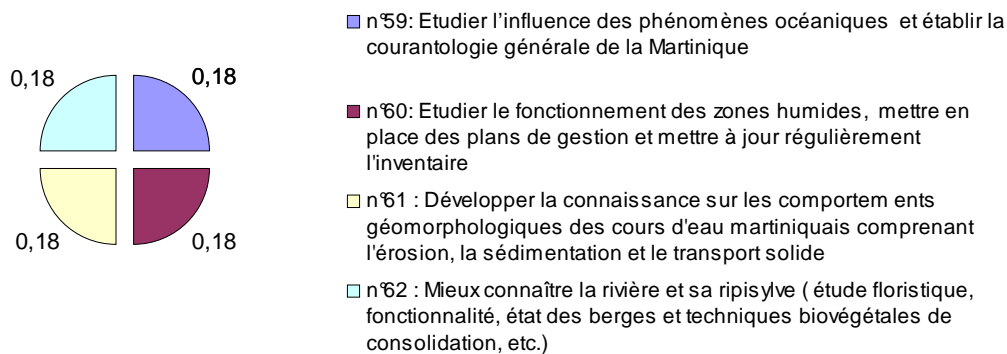 n°59: Etudier l'influence des phénomènes océaniques et établir la
courantologie générale de la Martinique
0,18
0,18
n°60: Etudier le fonctionnement des zones humides, mettre en
place des plans de gestion et mettre à jour régulièrement
l'inventaire
n°61 : Développer la connaissance sur les comportem ents
géomorphologiques des cours d'eau martiniquais comprenant
l'érosion, la sédimentation et le transport solide
0,18
0,18
n°62 : Mieux connaître la rivière et sa ripisylve ( étude floristique,
fonctionnalité, état des berges et techniques biovégétales de
consolidation, etc.)